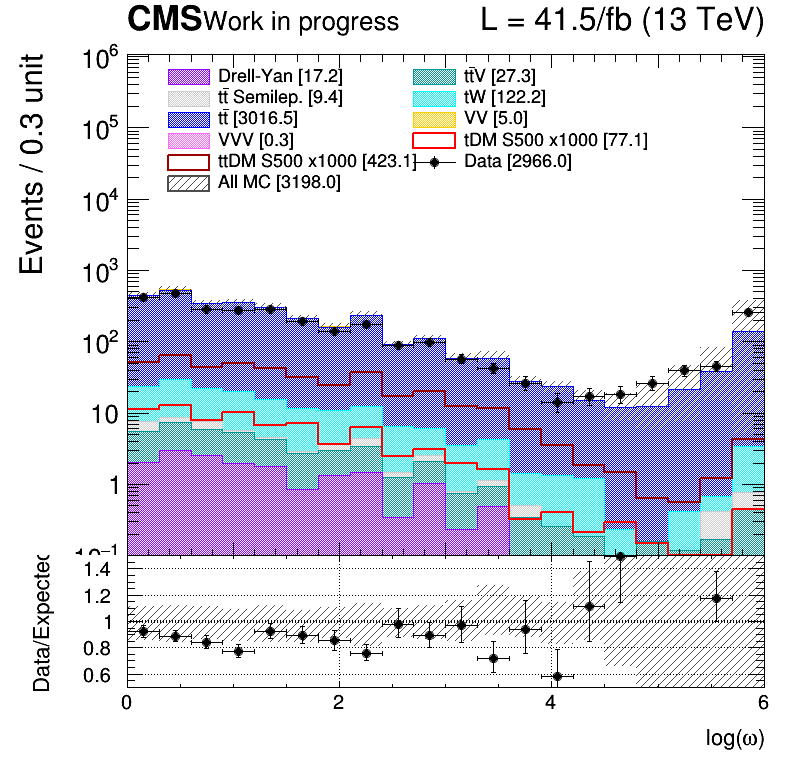 CMS Work in progress L = 41.5/fb (13 TeV)
Events / 0.3 unit
10⁶
10⁵
10⁴
10³
10²
10
1
10⁻¹
Drell-Yan [17.2] tt̄V [27.3]
tt̄ Semilep. [9.4] tW [122.2]
tt̄ [3016.5] VV [5.0]
VVV [0.3] tDM S500 x1000 [77.1]
ttDM S500 x1000 [423.1] Data [2966.0]
All MC [3198.0]
Data/Expected
1.4
1.2
1
0.8
0.6
0 2 4 6
log(ω)